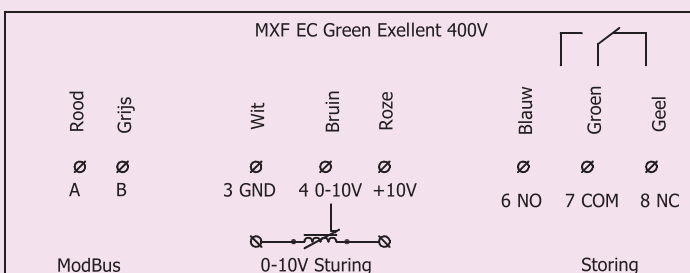 MXF EC Green Exellent 400V
Rood Grijs Wit Bruin Roze Blauw Groen Geel
A B 3 GND 4 0-10V +10V 6 NO 7 COM 8 NC
ModBus 0-10V Sturing Storing